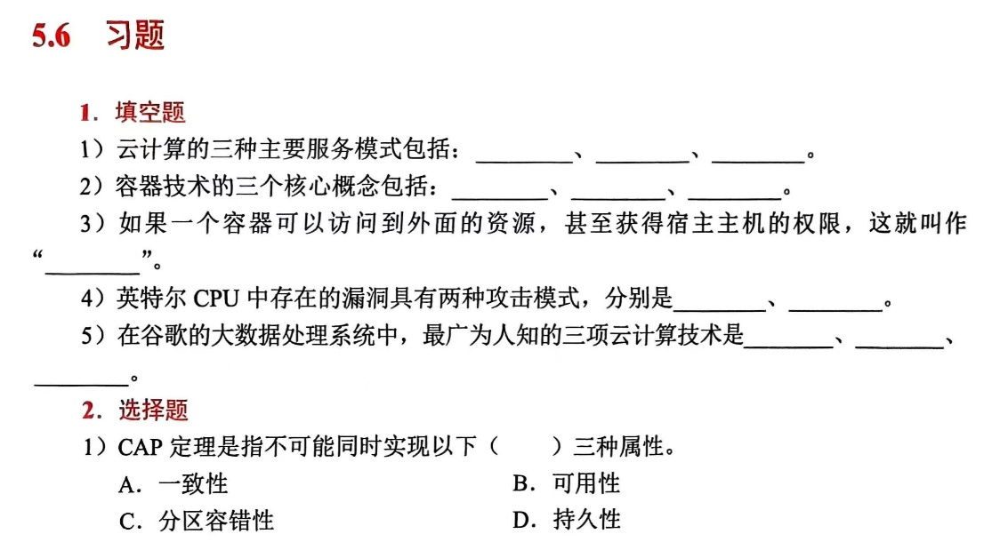 5.6 习题
1. 填空题
1）云计算的三种主要服务模式包括：________、________、________。
2）容器技术的三个核心概念包括：________、________、________。
3）如果一个容器可以访问到外面的资源，甚至获得宿主主机的权限，这就叫作
“________”。
4）英特尔 CPU 中存在的漏洞具有两种攻击模式，分别是________、________。
5）在谷歌的大数据处理系统中，最广为人知的三项云计算技术是________、________、
________。
2. 选择题
1）CAP 定理是指不可能同时实现以下（  ）三种属性。
A．一致性 B．可用性
C．分区容错性 D．持久性